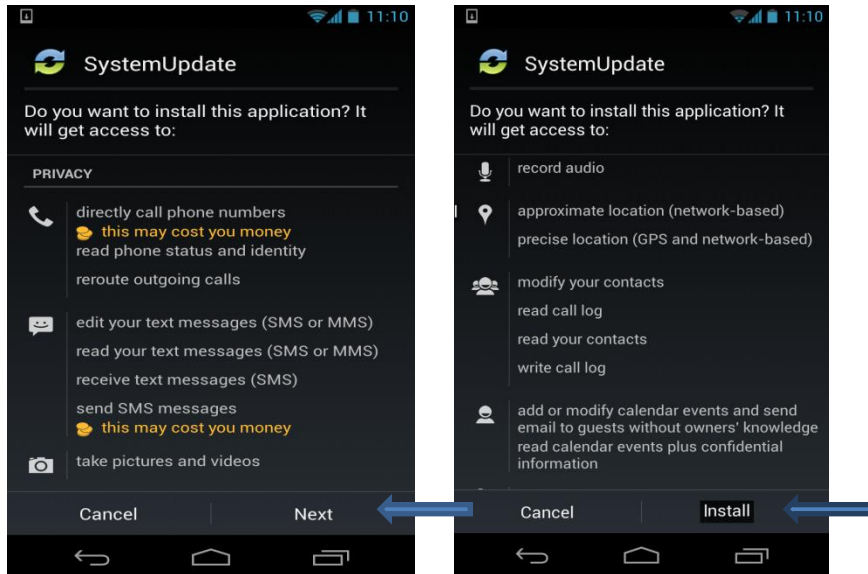 11:10
SystemUpdate
Do you want to install this application? It
will get access to:
PRIVACY
directly call phone numbers
this may cost you money
read phone status and identity
reroute outgoing calls
edit your text messages (SMS or MMS)
read your text messages (SMS or MMS)
receive text messages (SMS)
send SMS messages
this may cost you money
take pictures and videos
Cancel
Next
11:10
SystemUpdate
Do you want to install this application? It
will get access to:
record audio
approximate location (network-based)
precise location (GPS and network-based)
modify your contacts
read call log
read your contacts
write call log
add or modify calendar events and send
email to guests without owners' knowledge
read calendar events plus confidential
information
Cancel
Install